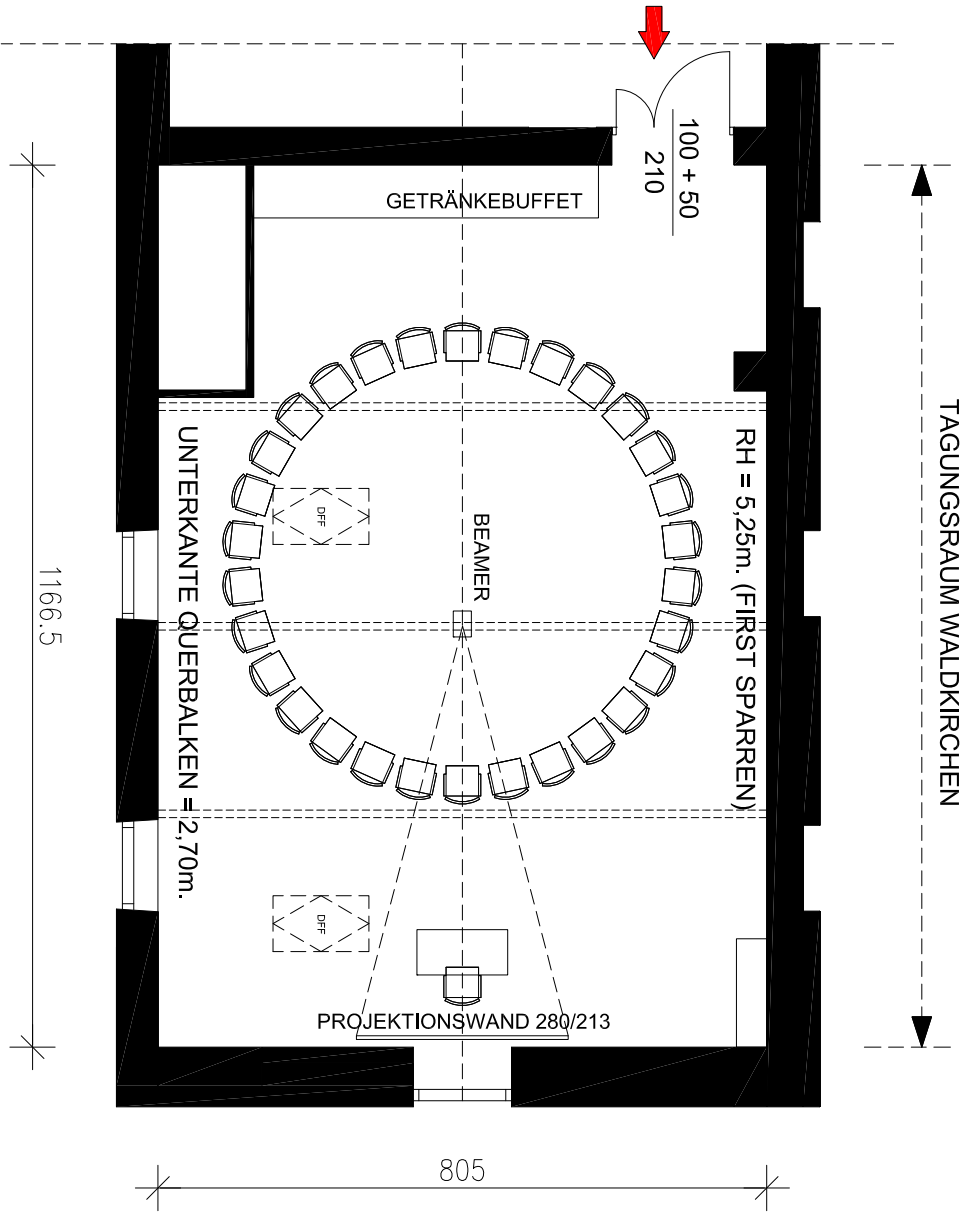 100 + 50
210
GETRÄNKEBUFFET
TAGUNGSRAUM WALDKIRCHEN
RH = 5,25m. (FIRST SPARREN)
UNTERKANTE QUERBALKEN = 2,70m.
DFF
BEAMER
1166.5
DFF
PROJEKTIONSWAND 280/213
805